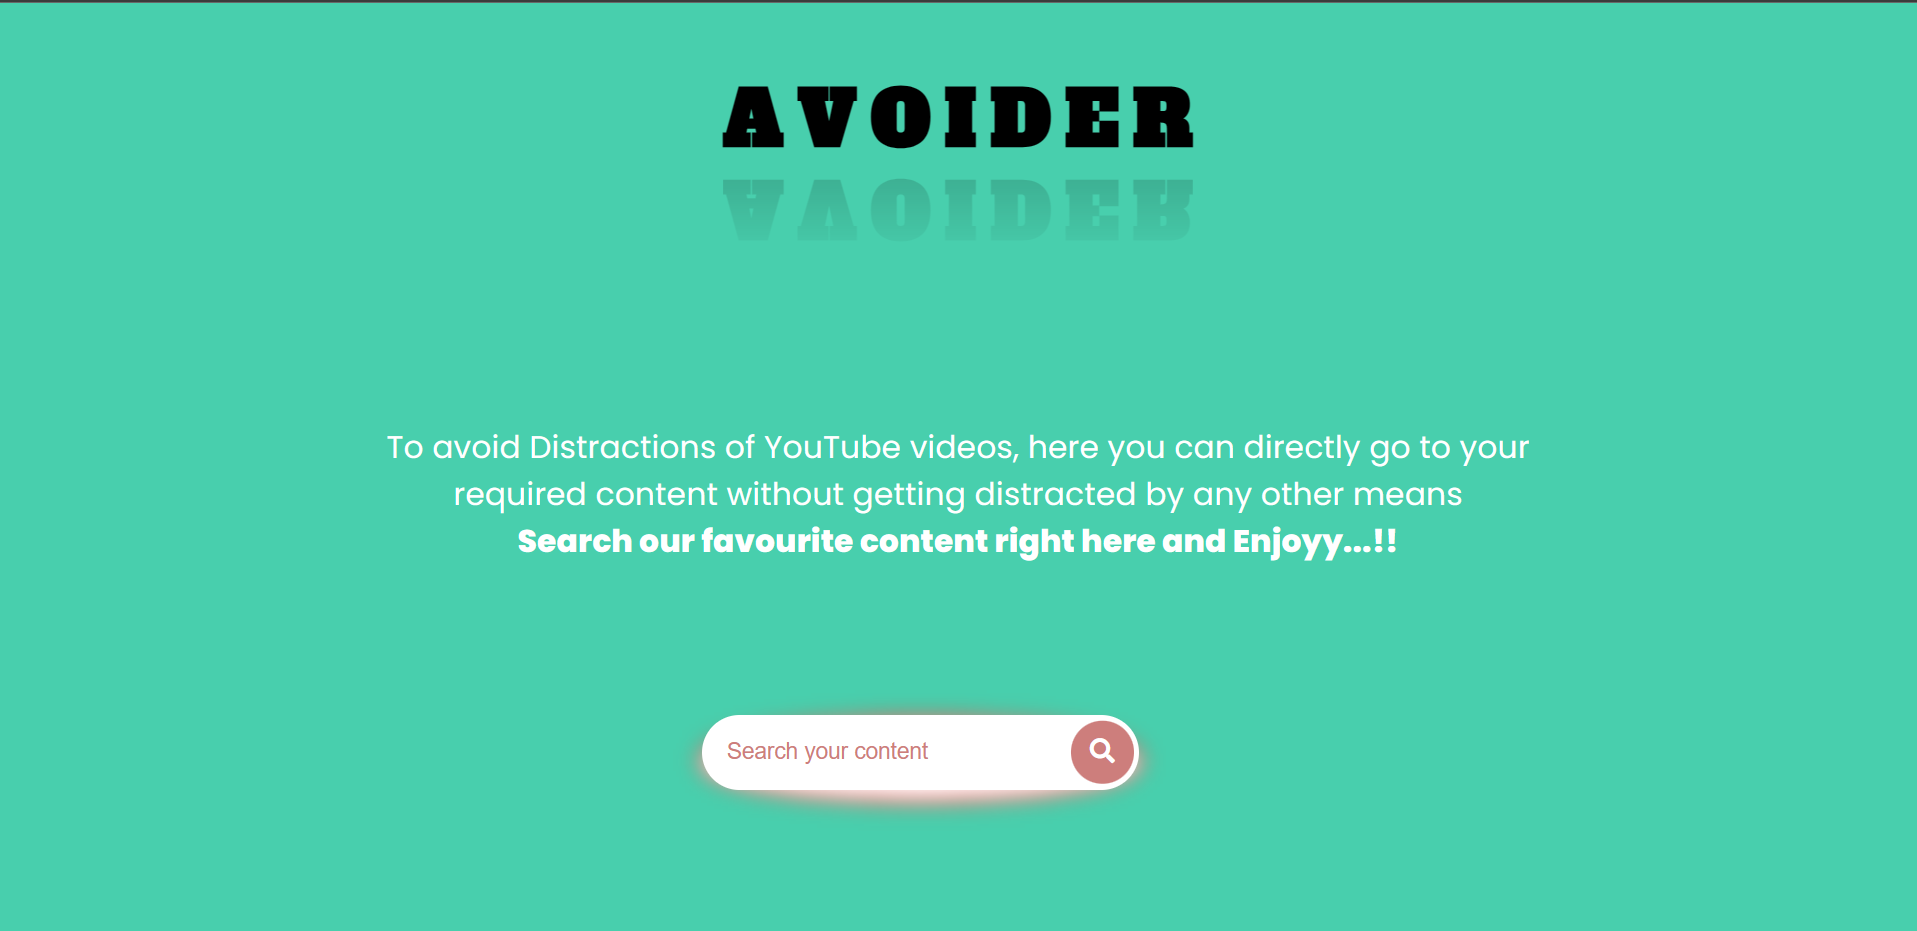 AVOIDER
To avoid Distractions of YouTube videos, here you can directly go to your
required content without getting distracted by any other means
Search our favourite content right here and Enjoyy...!!
Search your content